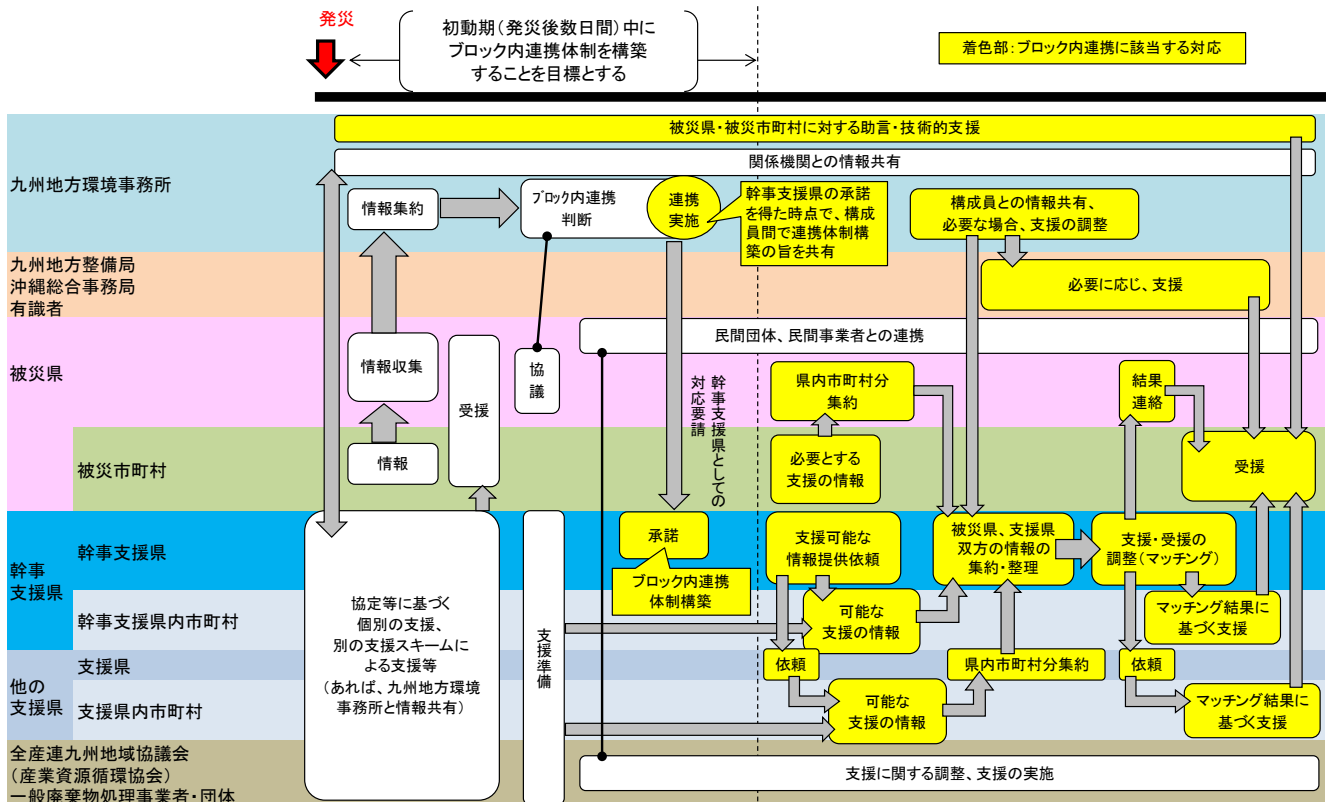 発災
初動期（発災後数日間）中に
ブロック内連携体制を構築
することを目標とする
着色部：ブロック内連携に該当する対応
被災県・被災市町村に対する助言・技術的支援
関係機関との情報共有
九州地方環境事務所
情報集約
ブロック内連携
判断
連携
実施
幹事支援県の承諾
を得た時点で、構成
員間で連携体制構
築の旨を共有
構成員との情報共有、
必要な場合、支援の調整
九州地方整備局
沖縄総合事務局
有識者
必要に応じ、支援
民間団体、民間事業者との連携
被災県
情報収集
受援
協議
幹事支援県としての
対応要請
県内市町村分
集約
結果
連絡
被災市町村
情報
必要とする
支援の情報
受援
幹事
支援県
幹事支援県
承諾
ブロック内連携
体制構築
支援可能な
情報提供依頼
被災県、支援県
双方の情報の
集約・整理
支援・受援の
調整（マッチング）
幹事支援県内市町村
協定等に基づく
個別の支援、
別の支援スキームに
よる支援等
（あれば、九州地方環境
事務所と情報共有）
支援準備
可能な
支援の情報
マッチング結果に
基づく支援
他の
支援県
支援県
依頼
県内市町村分集約
依頼
支援県内市町村
可能な
支援の情報
マッチング結果に
基づく支援
全産連九州地域協議会
（産業資源循環協会）
一般廃棄物処理事業者・団体
支援に関する調整、支援の実施